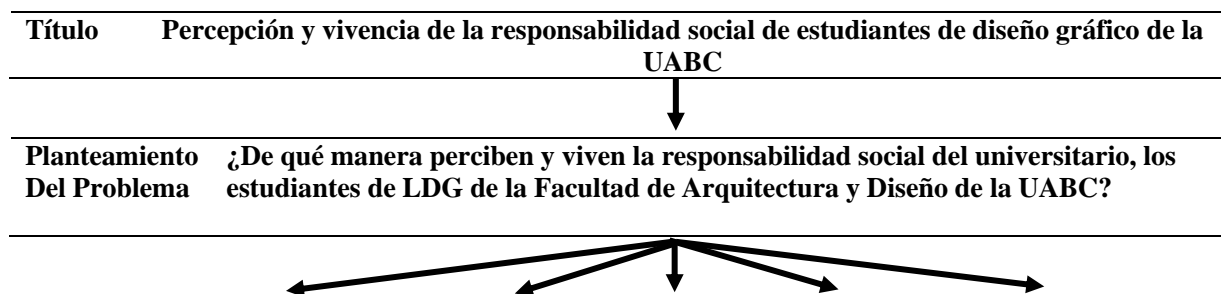 Título Percepción y vivencia de la responsabilidad social de estudiantes de diseño gráfico de la
UABC
Planteamiento ¿De qué manera perciben y viven la responsabilidad social del universitario, los
Del Problema estudiantes de LDG de la Facultad de Arquitectura y Diseño de la UABC?